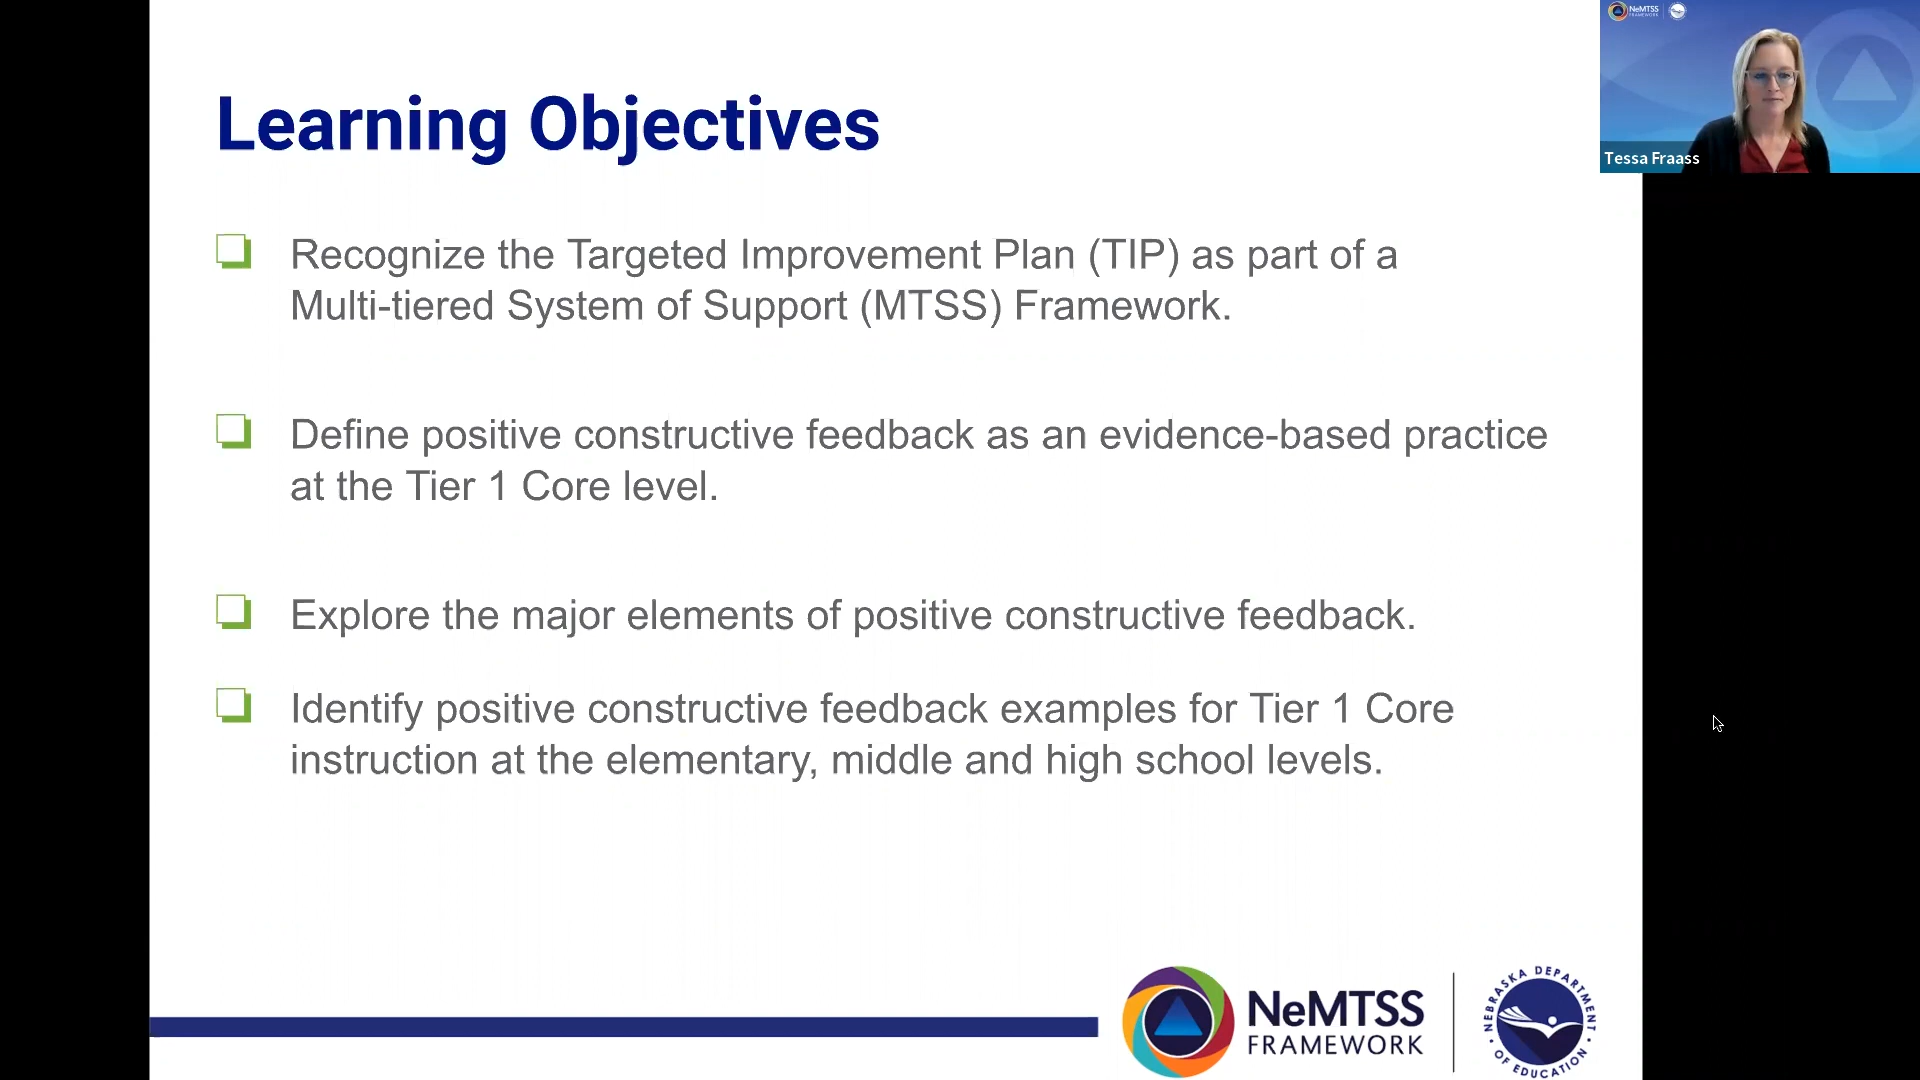 Learning Objectives
Recognize the Targeted Improvement Plan (TIP) as part of a
Multi-tiered System of Support (MTSS) Framework.
Define positive constructive feedback as an evidence-based practice
at the Tier 1 Core level.
Explore the major elements of positive constructive feedback.
Identify positive constructive feedback examples for Tier 1 Core
instruction at the elementary, middle and high school levels.
NeMTSS
FRAMEWORK
NEBRASKA DEPARTMENT
OF EDUCATION
NeMTSS
FRAMEWORK
Tessa Fraass